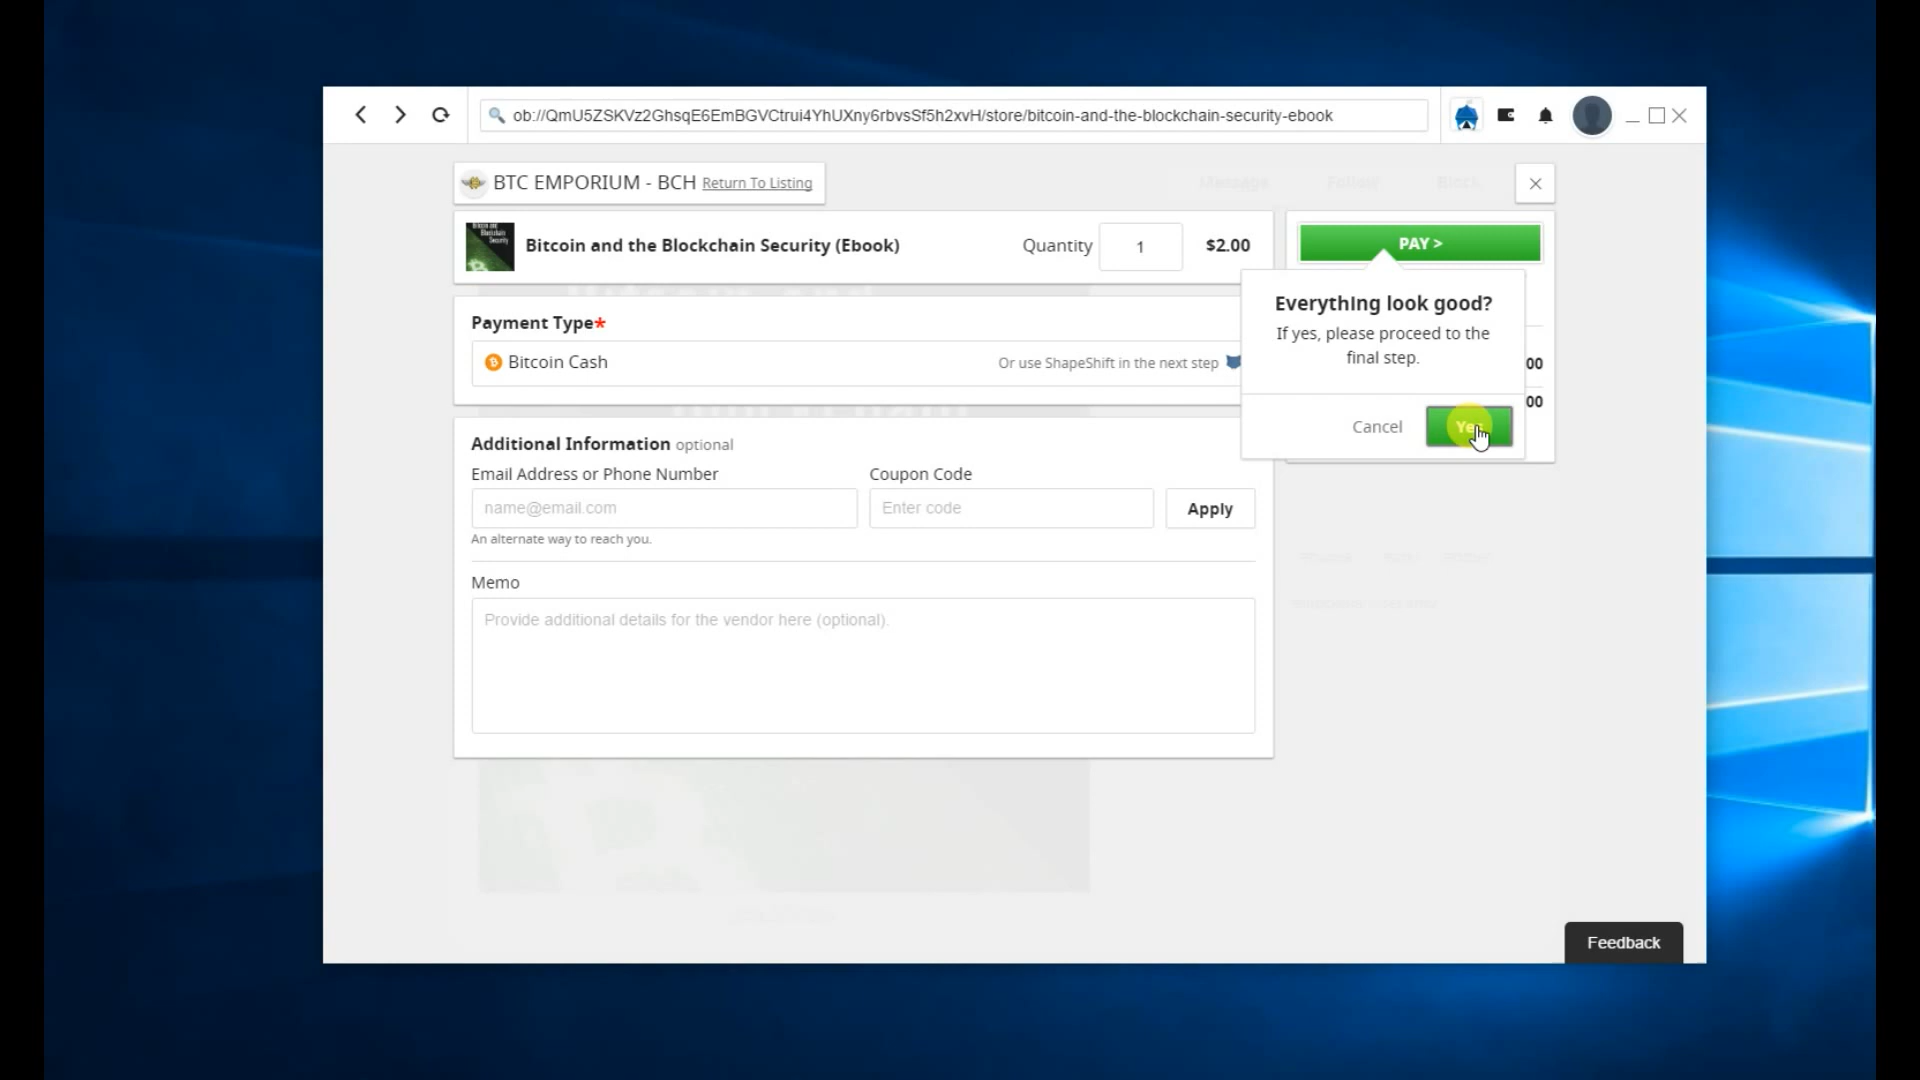 ob://QmU5ZSKVz2GhsqE6EmBGVCtrui4YhUXny6rbvsSf5h2xvH/store/bitcoin-and-the-blockchain-security-ebook
BTC EMPORIUM - BCH Return To Listing
Message Follow Block
Bitcoin and the Blockchain Security (Ebook) Quantity 1 $2.00
PAY >
Everything look good?
If yes, please proceed to the
final step.
Payment Type*
Bitcoin Cash Or use ShapeShift in the next step
00
00
Cancel Yes
Additional Information optional
Email Address or Phone Number Coupon Code
name@email.com Enter code Apply
An alternate way to reach you.
Memo
Provide additional details for the vendor here (optional).
Feedback